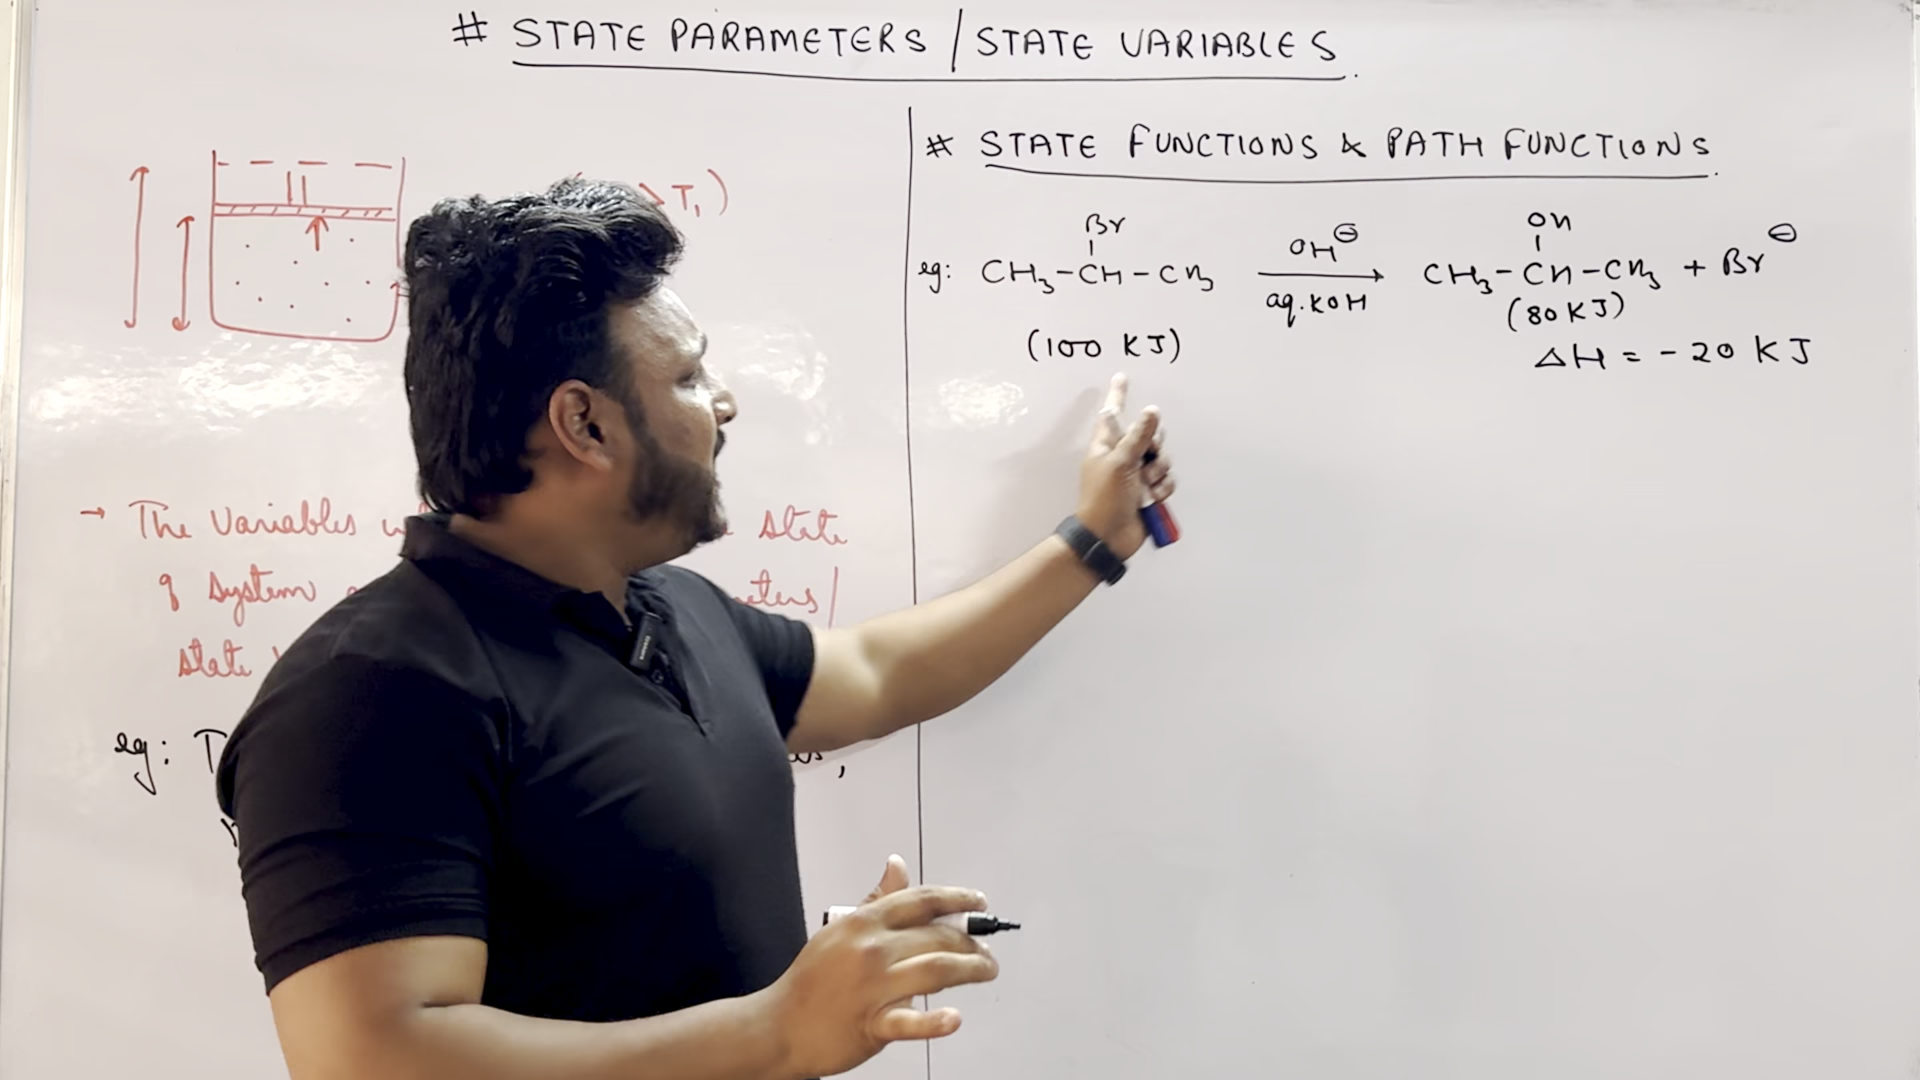 # STATE PARAMETERS / STATE VARIABLES.
> T₁)
→ The Variables state
of system
state
eg: T
,
# STATE FUNCTIONS & PATH FUNCTIONS.
Br OH
eg: CH₃-CH-CH₃ OH⊖ → aq.KOH CH₃-CH-CH₃ + Br⊖
(100 KJ) (80 KJ)
ΔH = -20 KJ